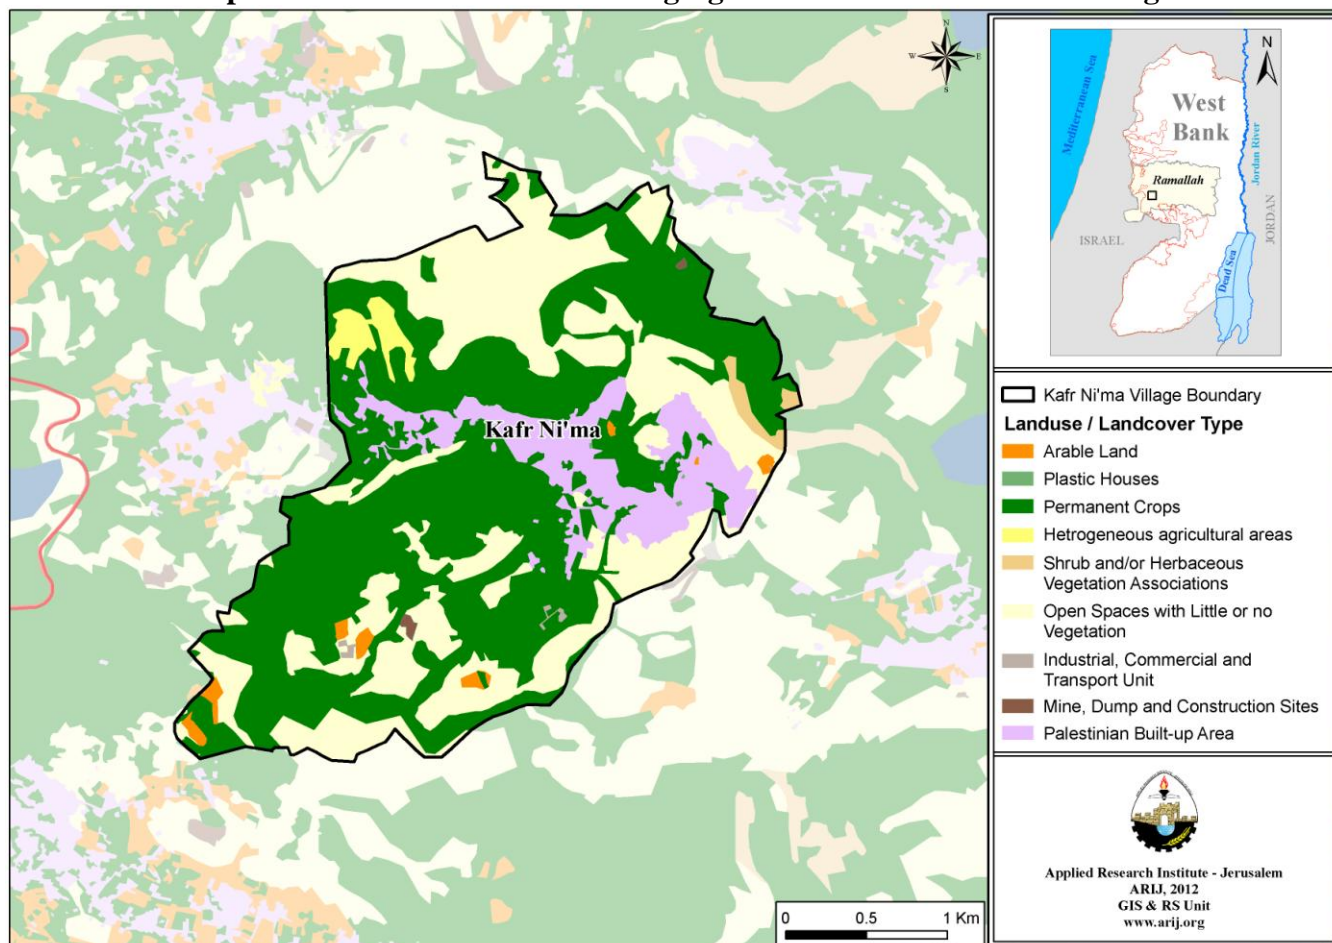 N
W
E
S
Kafr Ni'ma
0 0.5 1 Km
N
Mediterranean Sea
West
Bank
Jordan River
Ramallah
ISRAEL
JORDAN
Dead Sea
Kafr Ni'ma Village Boundary
Landuse / Landcover Type
Arable Land
Plastic Houses
Permanent Crops
Hetrogeneous agricultural areas
Shrub and/or Herbaceous
Vegetation Associations
Open Spaces with Little or no
Vegetation
Industrial, Commercial and
Transport Unit
Mine, Dump and Construction Sites
Palestinian Built-up Area
Applied Research Institute - Jerusalem
ARIJ, 2012
GIS & RS Unit
www.arij.org